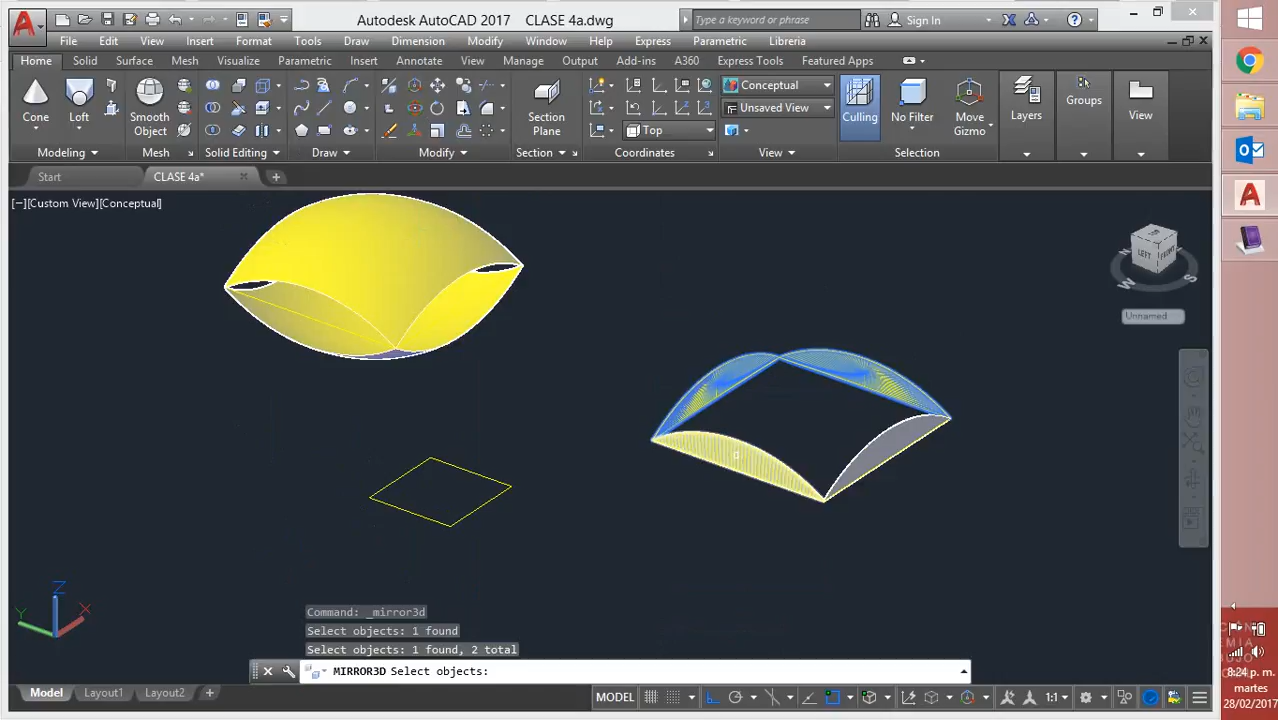 Autodesk AutoCAD 2017 CLASE 4a.dwg Type a keyword or phrase Sign In
File Edit View Insert Format Tools Draw Dimension Modify Window Help Express Parametric Libreria
Home Solid Surface Mesh Visualize Parametric Insert Annotate View Manage Output Add-ins A360 Express Tools Featured Apps
Conceptual
Unsaved View
Top
Cone Loft Smooth Object Section Plane Culling No Filter Move Gizmo Layers Groups View
Modeling Mesh Solid Editing Draw Modify Section Coordinates View Selection
Start CLASE 4a*
[−][Custom View][Conceptual]
LEFT FRONT
W S
Unnamed
Z
Y X
Command: _mirror3d
Select objects: 1 found
Select objects: 1 found, 2 total
MIRROR3D Select objects:
Model Layout1 Layout2 MODEL 1:1
8:24 p. m.
martes
28/02/2017